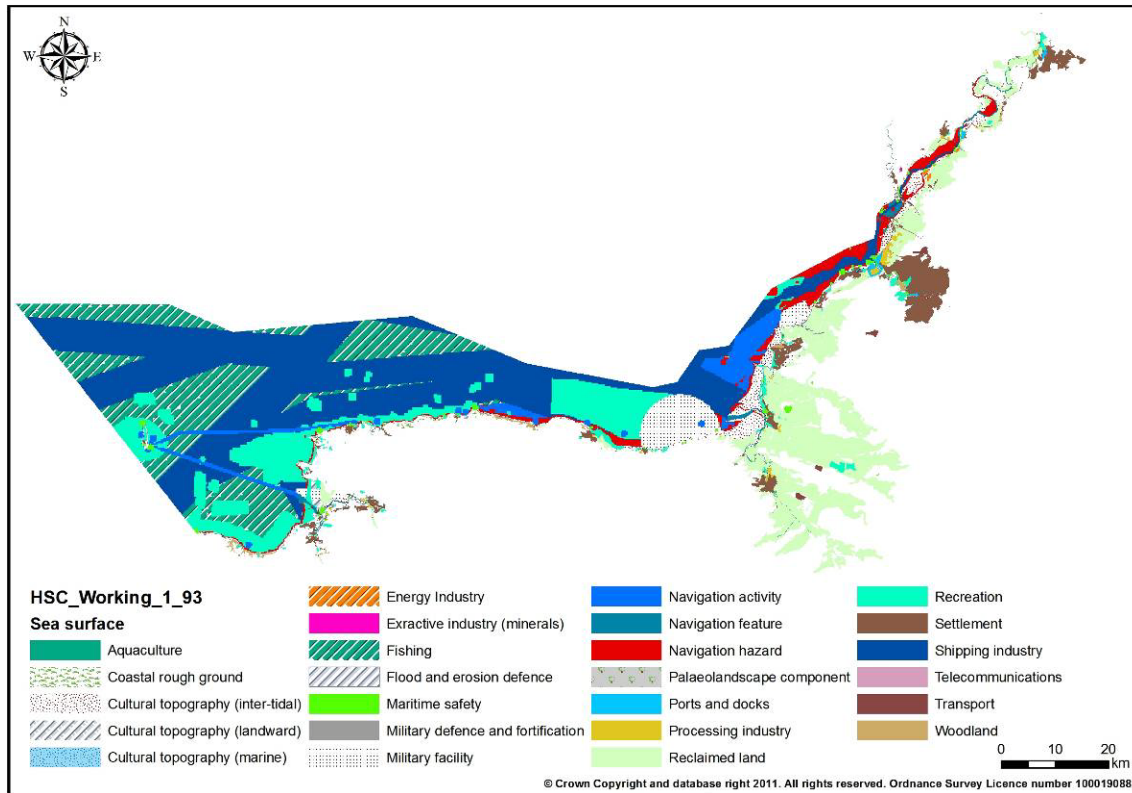 N
W E
S
HSC_Working_1_93
Sea surface
Aquaculture
Coastal rough ground
Cultural topography (inter-tidal)
Cultural topography (landward)
Cultural topography (marine)
Energy Industry
Exractive industry (minerals)
Fishing
Flood and erosion defence
Maritime safety
Military defence and fortification
Military facility
Navigation activity
Navigation feature
Navigation hazard
Palaeolandscape component
Ports and docks
Processing industry
Reclaimed land
Recreation
Settlement
Shipping industry
Telecommunications
Transport
Woodland
0 10 20
km
© Crown Copyright and database right 2011. All rights reserved. Ordnance Survey Licence number 100019088